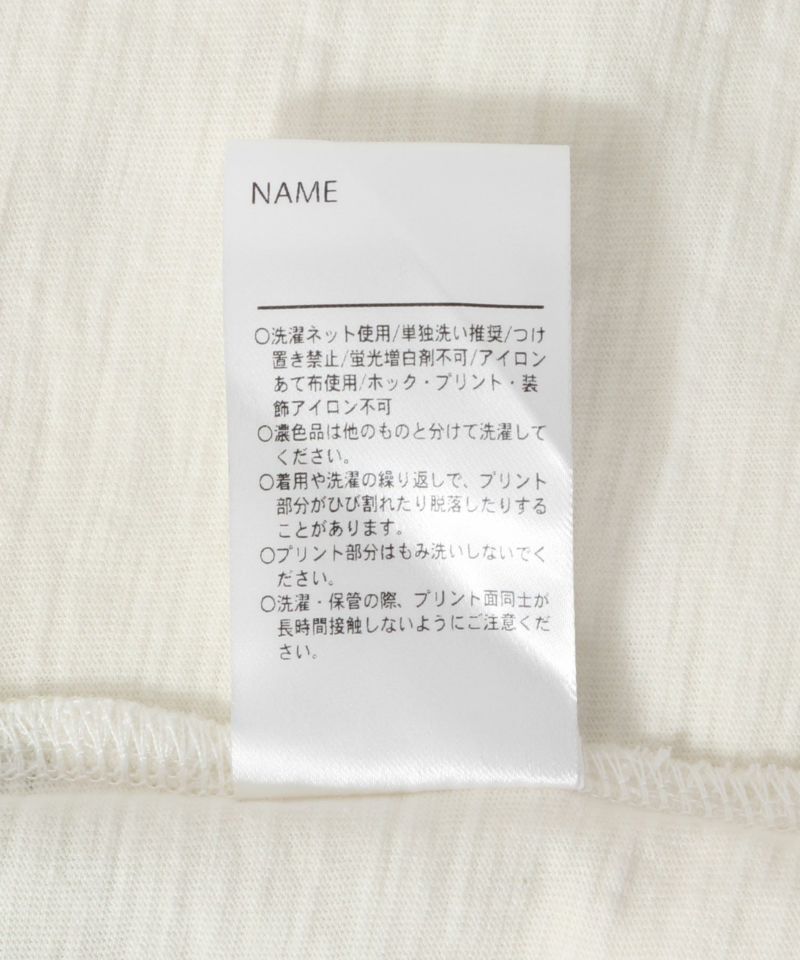 NAME
○洗濯ネット使用/単独洗い推奨/つけ
置き禁止/蛍光増白剤不可/アイロン
あて布使用/ホック・プリント・装
飾アイロン不可
○濃色品は他のものと分けて洗濯して
ください。
○着用や洗濯の繰り返しで、プリント
部分がひび割れたり脱落したりする
ことがあります。
○プリント部分はもみ洗いしないでく
ださい。
○洗濯・保管の際、プリント面同士が
長時間接触しないようにご注意くだ
さい。